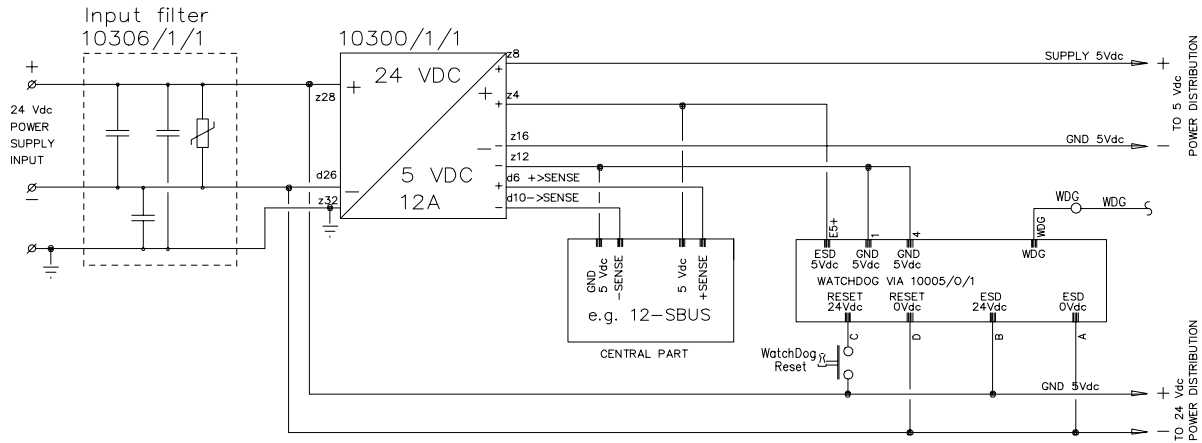 Input filter
10306/1/1
10300/1/1
+
24 Vdc
POWER
SUPPLY
INPUT
−
z28
d26
z32
+
24 VDC
+
−
5 VDC
12A
−
z8
+
z4
+
z16
−
z12
−
d6 +>SENSE
+
d10->SENSE
−
SUPPLY 5Vdc
+
GND 5Vdc
−
TO 5 Vdc
POWER DISTRIBUTION
GND
5 Vdc
-SENSE
5 Vdc
+SENSE
e.g. 12-SBUS
CENTRAL PART
E5+
1
4
WDG
WDG
WDG
ESD
5Vdc
GND
5Vdc
GND
5Vdc
WDG
WATCHDOG VIA 10005/0/1
RESET
24Vdc
RESET
0Vdc
ESD
24Vdc
ESD
0Vdc
C
D
B
A
WatchDog
Reset
GND 5Vdc
+
−
TO 24 Vdc
POWER DISTRIBUTION